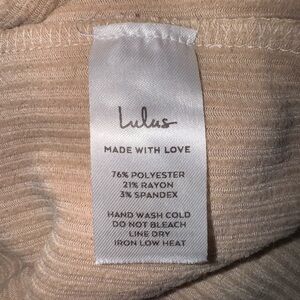 Lulus
MADE WITH LOVE
76% POLYESTER
21% RAYON
3% SPANDEX
HAND WASH COLD
DO NOT BLEACH
LINE DRY
IRON LOW HEAT